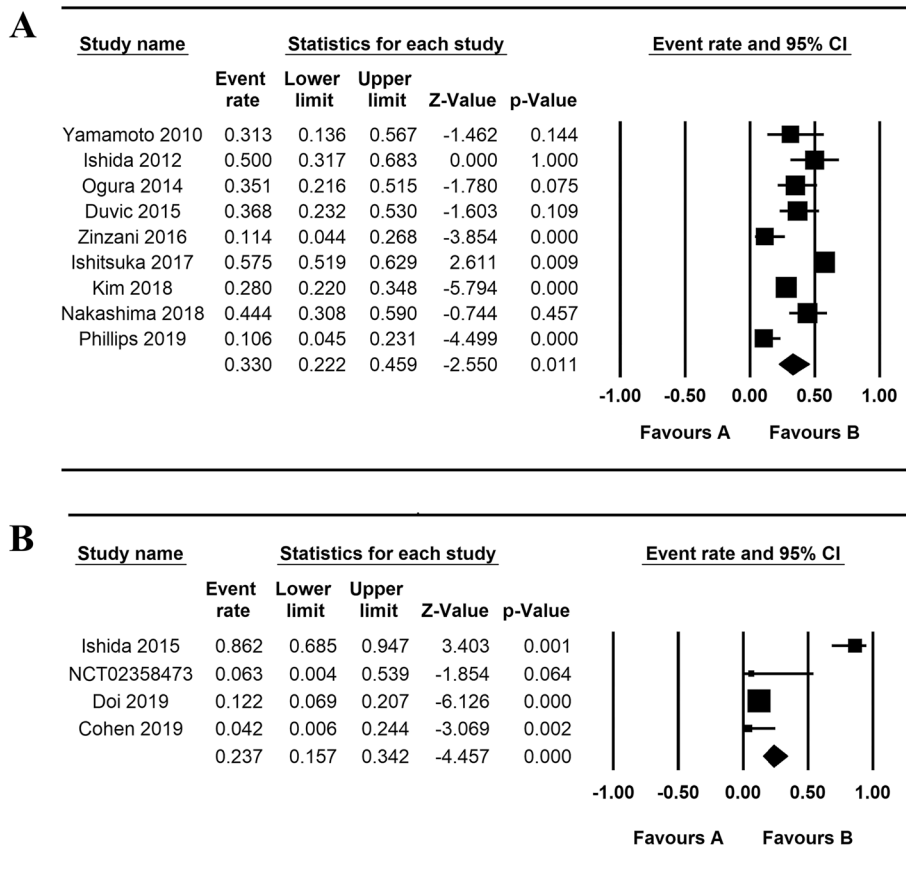 A
Study name Statistics for each study Event rate and 95% CI
Event Lower Upper
rate limit limit Z-Value p-Value
Yamamoto 2010 0.313 0.136 0.567 -1.462 0.144
Ishida 2012 0.500 0.317 0.683 0.000 1.000
Ogura 2014 0.351 0.216 0.515 -1.780 0.075
Duvic 2015 0.368 0.232 0.530 -1.603 0.109
Zinzani 2016 0.114 0.044 0.268 -3.854 0.000
Ishitsuka 2017 0.575 0.519 0.629 2.611 0.009
Kim 2018 0.280 0.220 0.348 -5.794 0.000
Nakashima 2018 0.444 0.308 0.590 -0.744 0.457
Phillips 2019 0.106 0.045 0.231 -4.499 0.000
0.330 0.222 0.459 -2.550 0.011
-1.00 -0.50 0.00 0.50 1.00
Favours A Favours B
B
Study name Statistics for each study Event rate and 95% CI
Event Lower Upper
rate limit limit Z-Value p-Value
Ishida 2015 0.862 0.685 0.947 3.403 0.001
NCT02358473 0.063 0.004 0.539 -1.854 0.064
Doi 2019 0.122 0.069 0.207 -6.126 0.000
Cohen 2019 0.042 0.006 0.244 -3.069 0.002
0.237 0.157 0.342 -4.457 0.000
-1.00 -0.50 0.00 0.50 1.00
Favours A Favours B